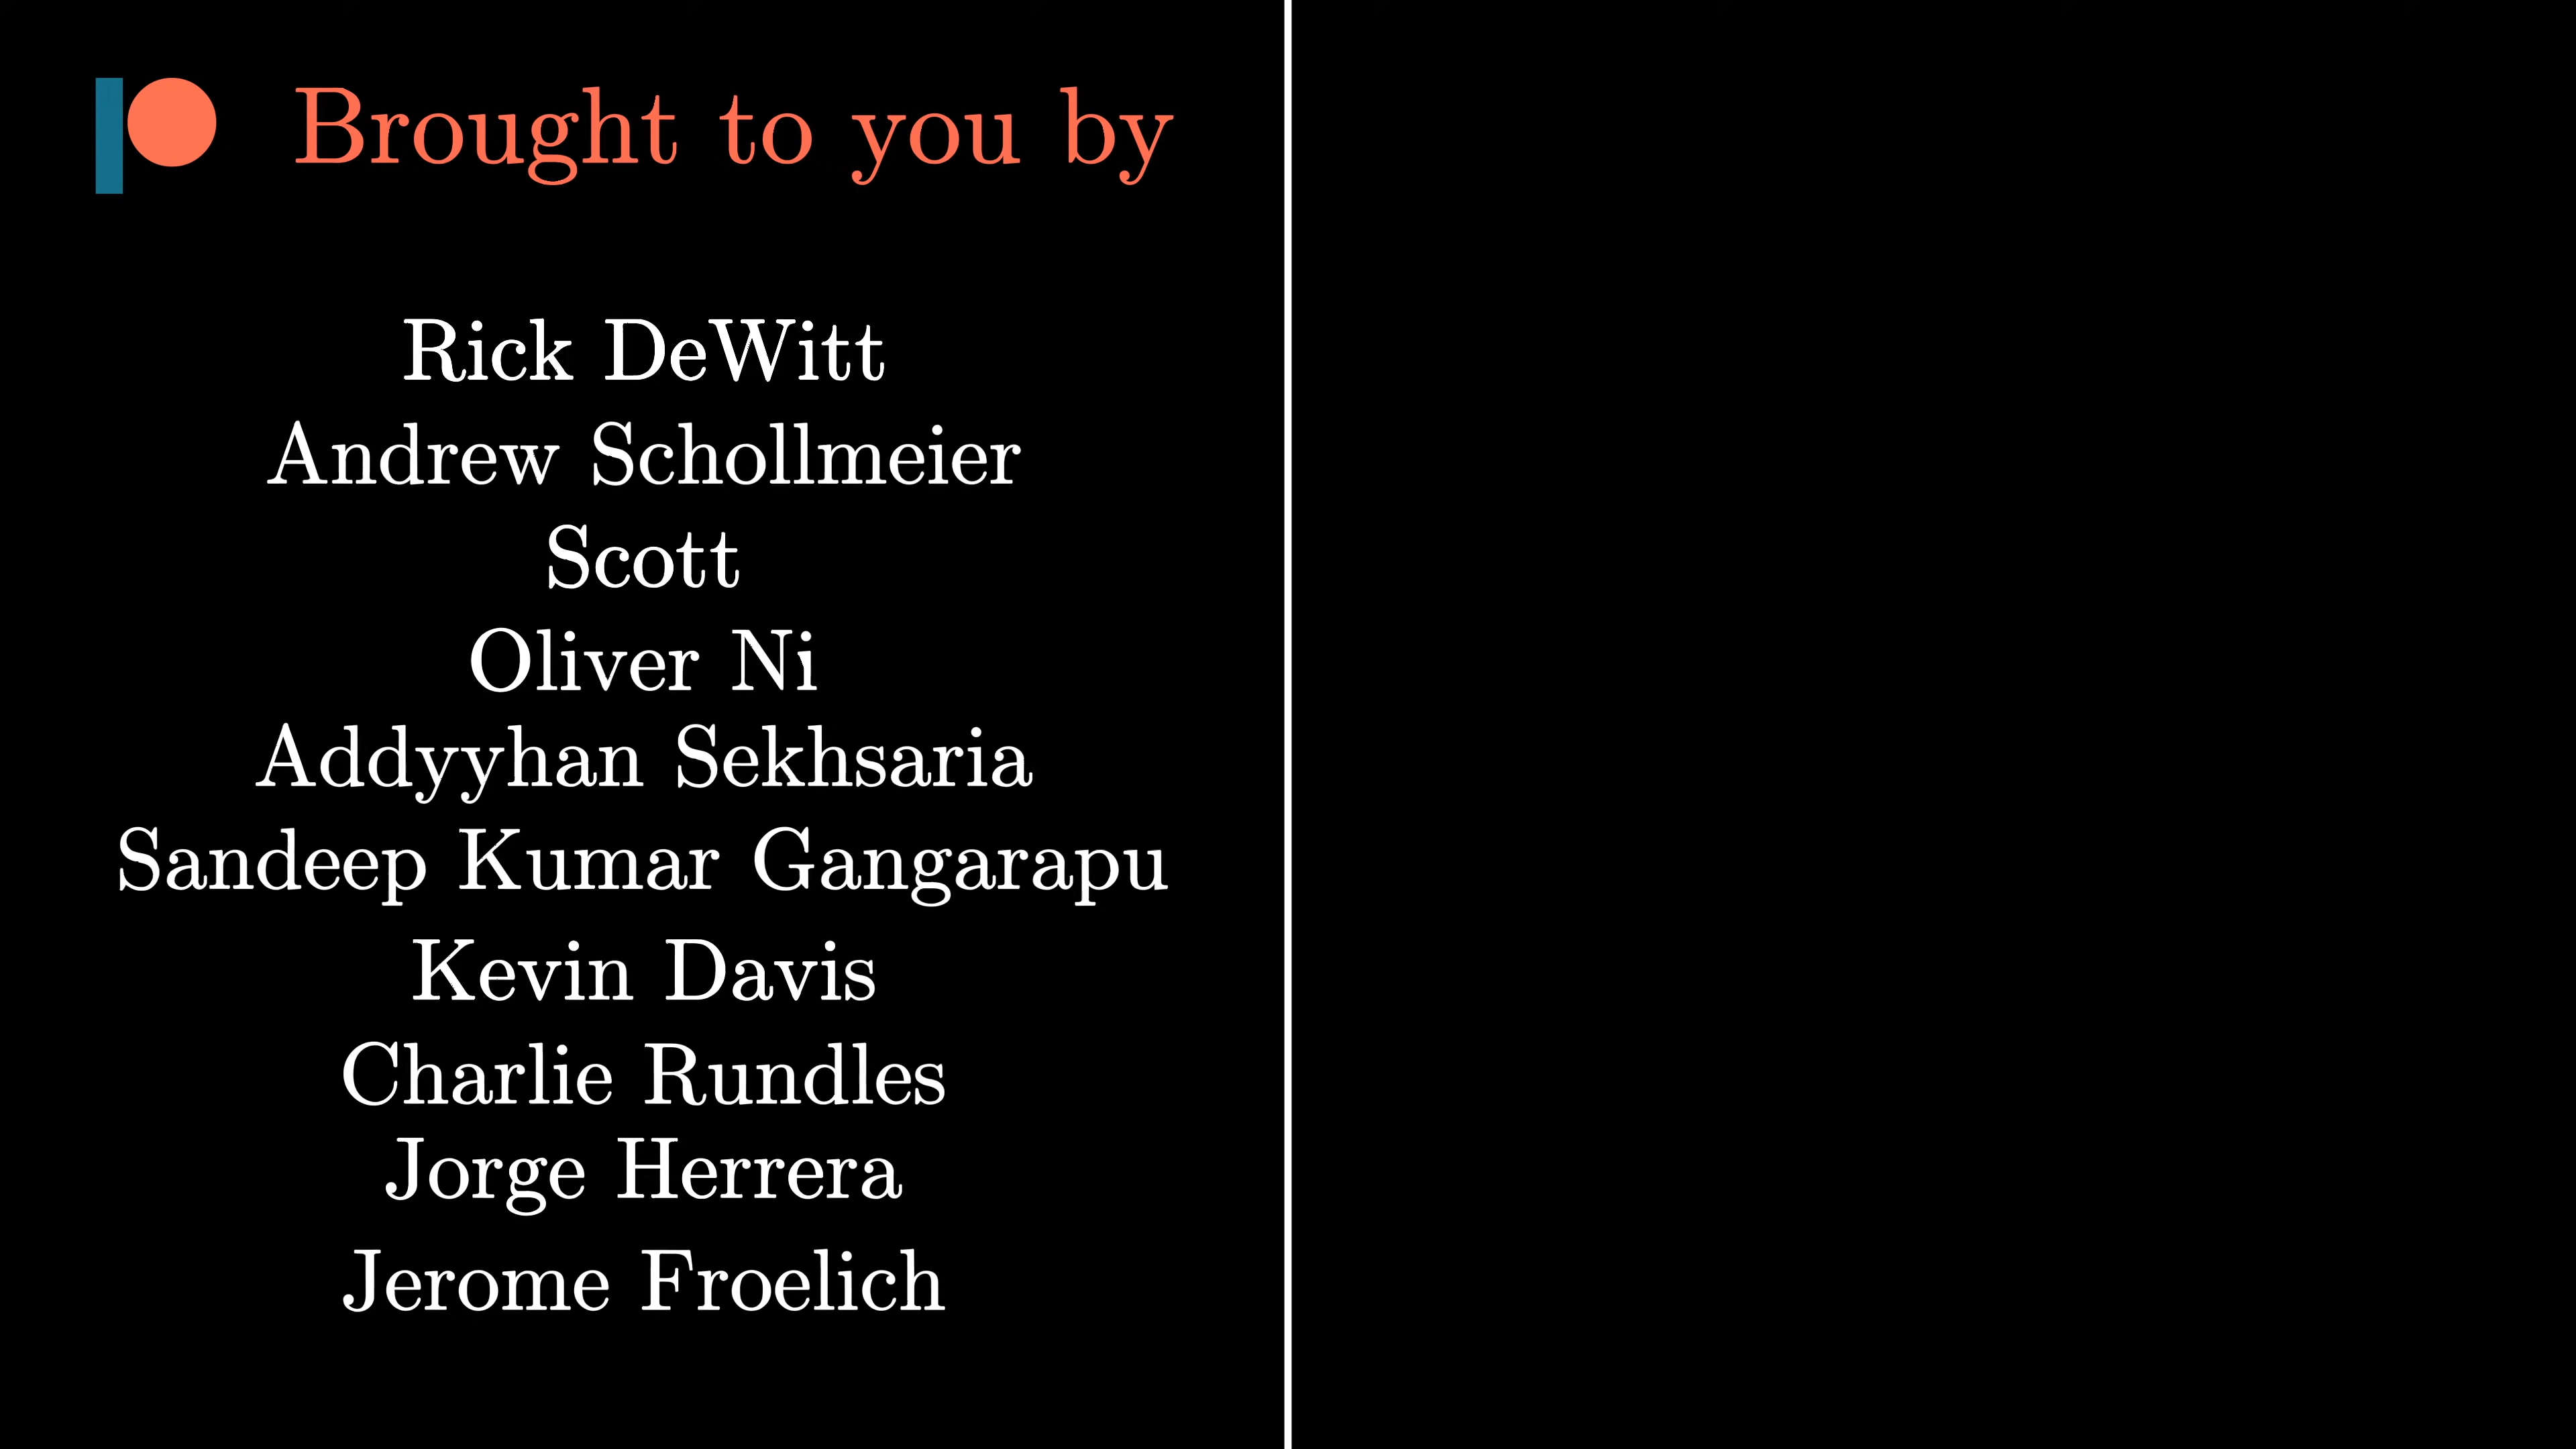 Brought to you by
Rick DeWitt
Andrew Schollmeier
Scott
Oliver Ni
Addyyhan Sekhsaria
Sandeep Kumar Gangarapu
Kevin Davis
Charlie Rundles
Jorge Herrera
Jerome Froelich